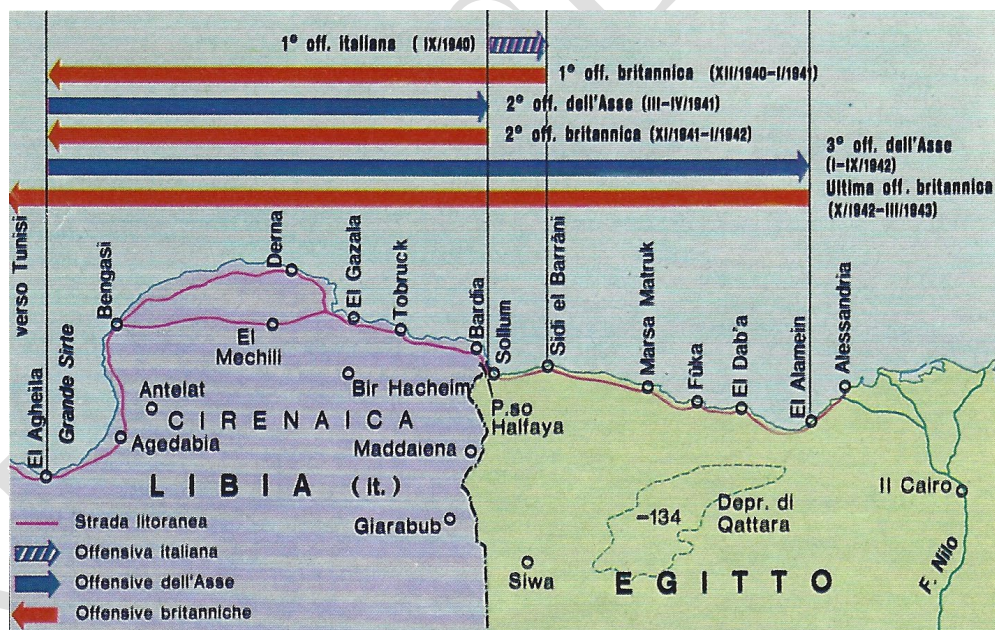 1° off. italiana ( IX/1940)
1° off. britannica (XII/1940-I/1941)
2° off. dell'Asse (III-IV/1941)
2° off. britannica (XI/1941-I/1942)
3° off. dell'Asse
(I-IX/1942)
Ultima off. britannica
(X/1942-III/1943)
verso Tunisi
El Agheila
Grande Sirte
Bengasi
Derna
El Gazala
Tobruck
Bardia
Sollum
Sidi el Barrâni
Marsa Matruk
Fûka
El Dab'a
El Alamein
Alessandria
El
Mechili
Antelat
Bir Hacheim
CIRENAICA
P.so
Halfaya
Agedabia
Maddalena
LIBIA (It.)
Il Cairo
-134
Depr. di
Qattara
Giarabub
Siwa
EGITTO
F. Nilo
Strada litoranea
Offensiva italiana
Offensive dell'Asse
Offensive britanniche